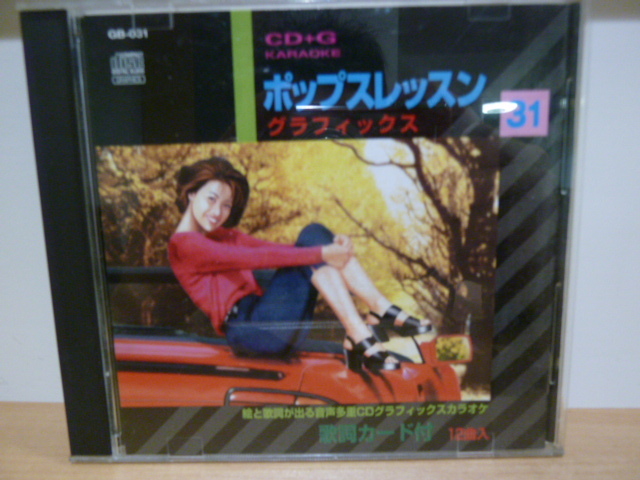 GB-031
CD+G
KARAOKE
ポップスレッスン
グラフィックス
31
絵と歌詞が出る音声多重CDグラフィックスカラオケ
歌詞カード付 12曲入